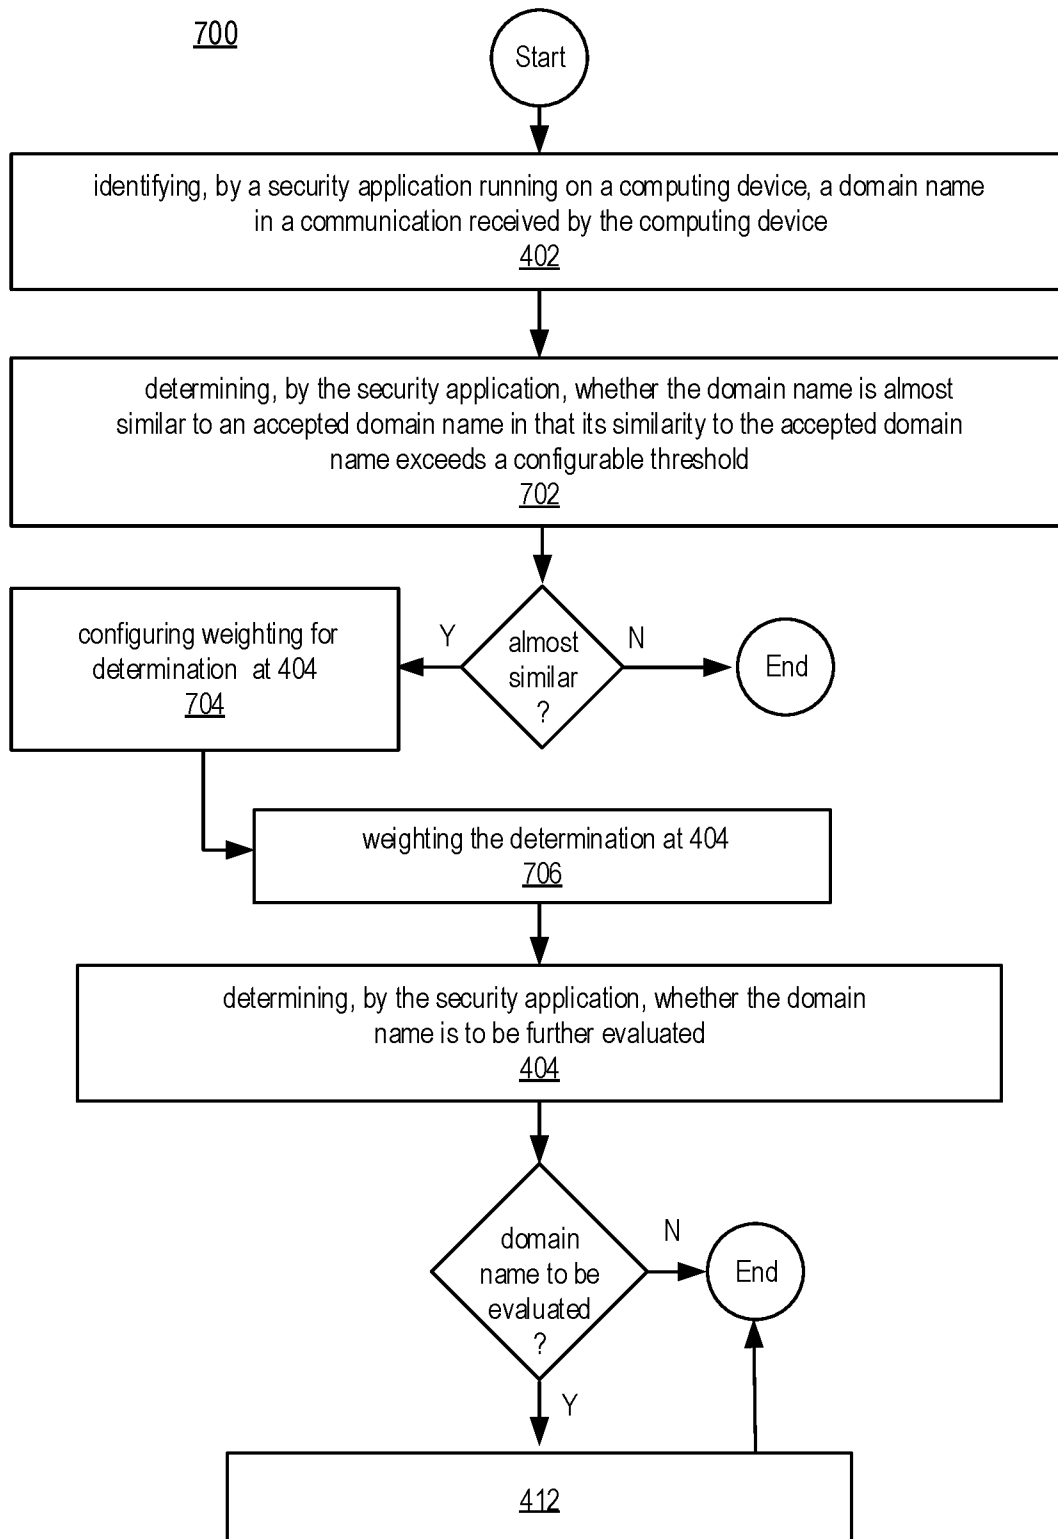 700
Start
identifying, by a security application running on a computing device, a domain name
in a communication received by the computing device
402
determining, by the security application, whether the domain name is almost
similar to an accepted domain name in that its similarity to the accepted domain
name exceeds a configurable threshold
702
configuring weighting for
determination at 404
704
Y
almost
similar
?
N
End
weighting the determination at 404
706
determining, by the security application, whether the domain
name is to be further evaluated
404
domain
name to be
evaluated
?
N
End
Y
412